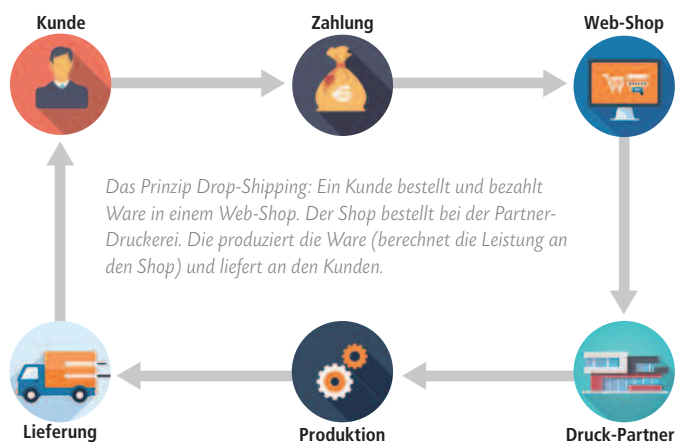 Kunde
Zahlung
Web-Shop
Das Prinzip Drop-Shipping: Ein Kunde bestellt und bezahlt
Ware in einem Web-Shop. Der Shop bestellt bei der Partner-
Druckerei. Die produziert die Ware (berechnet die Leistung an
den Shop) und liefert an den Kunden.
Lieferung
Produktion
Druck-Partner